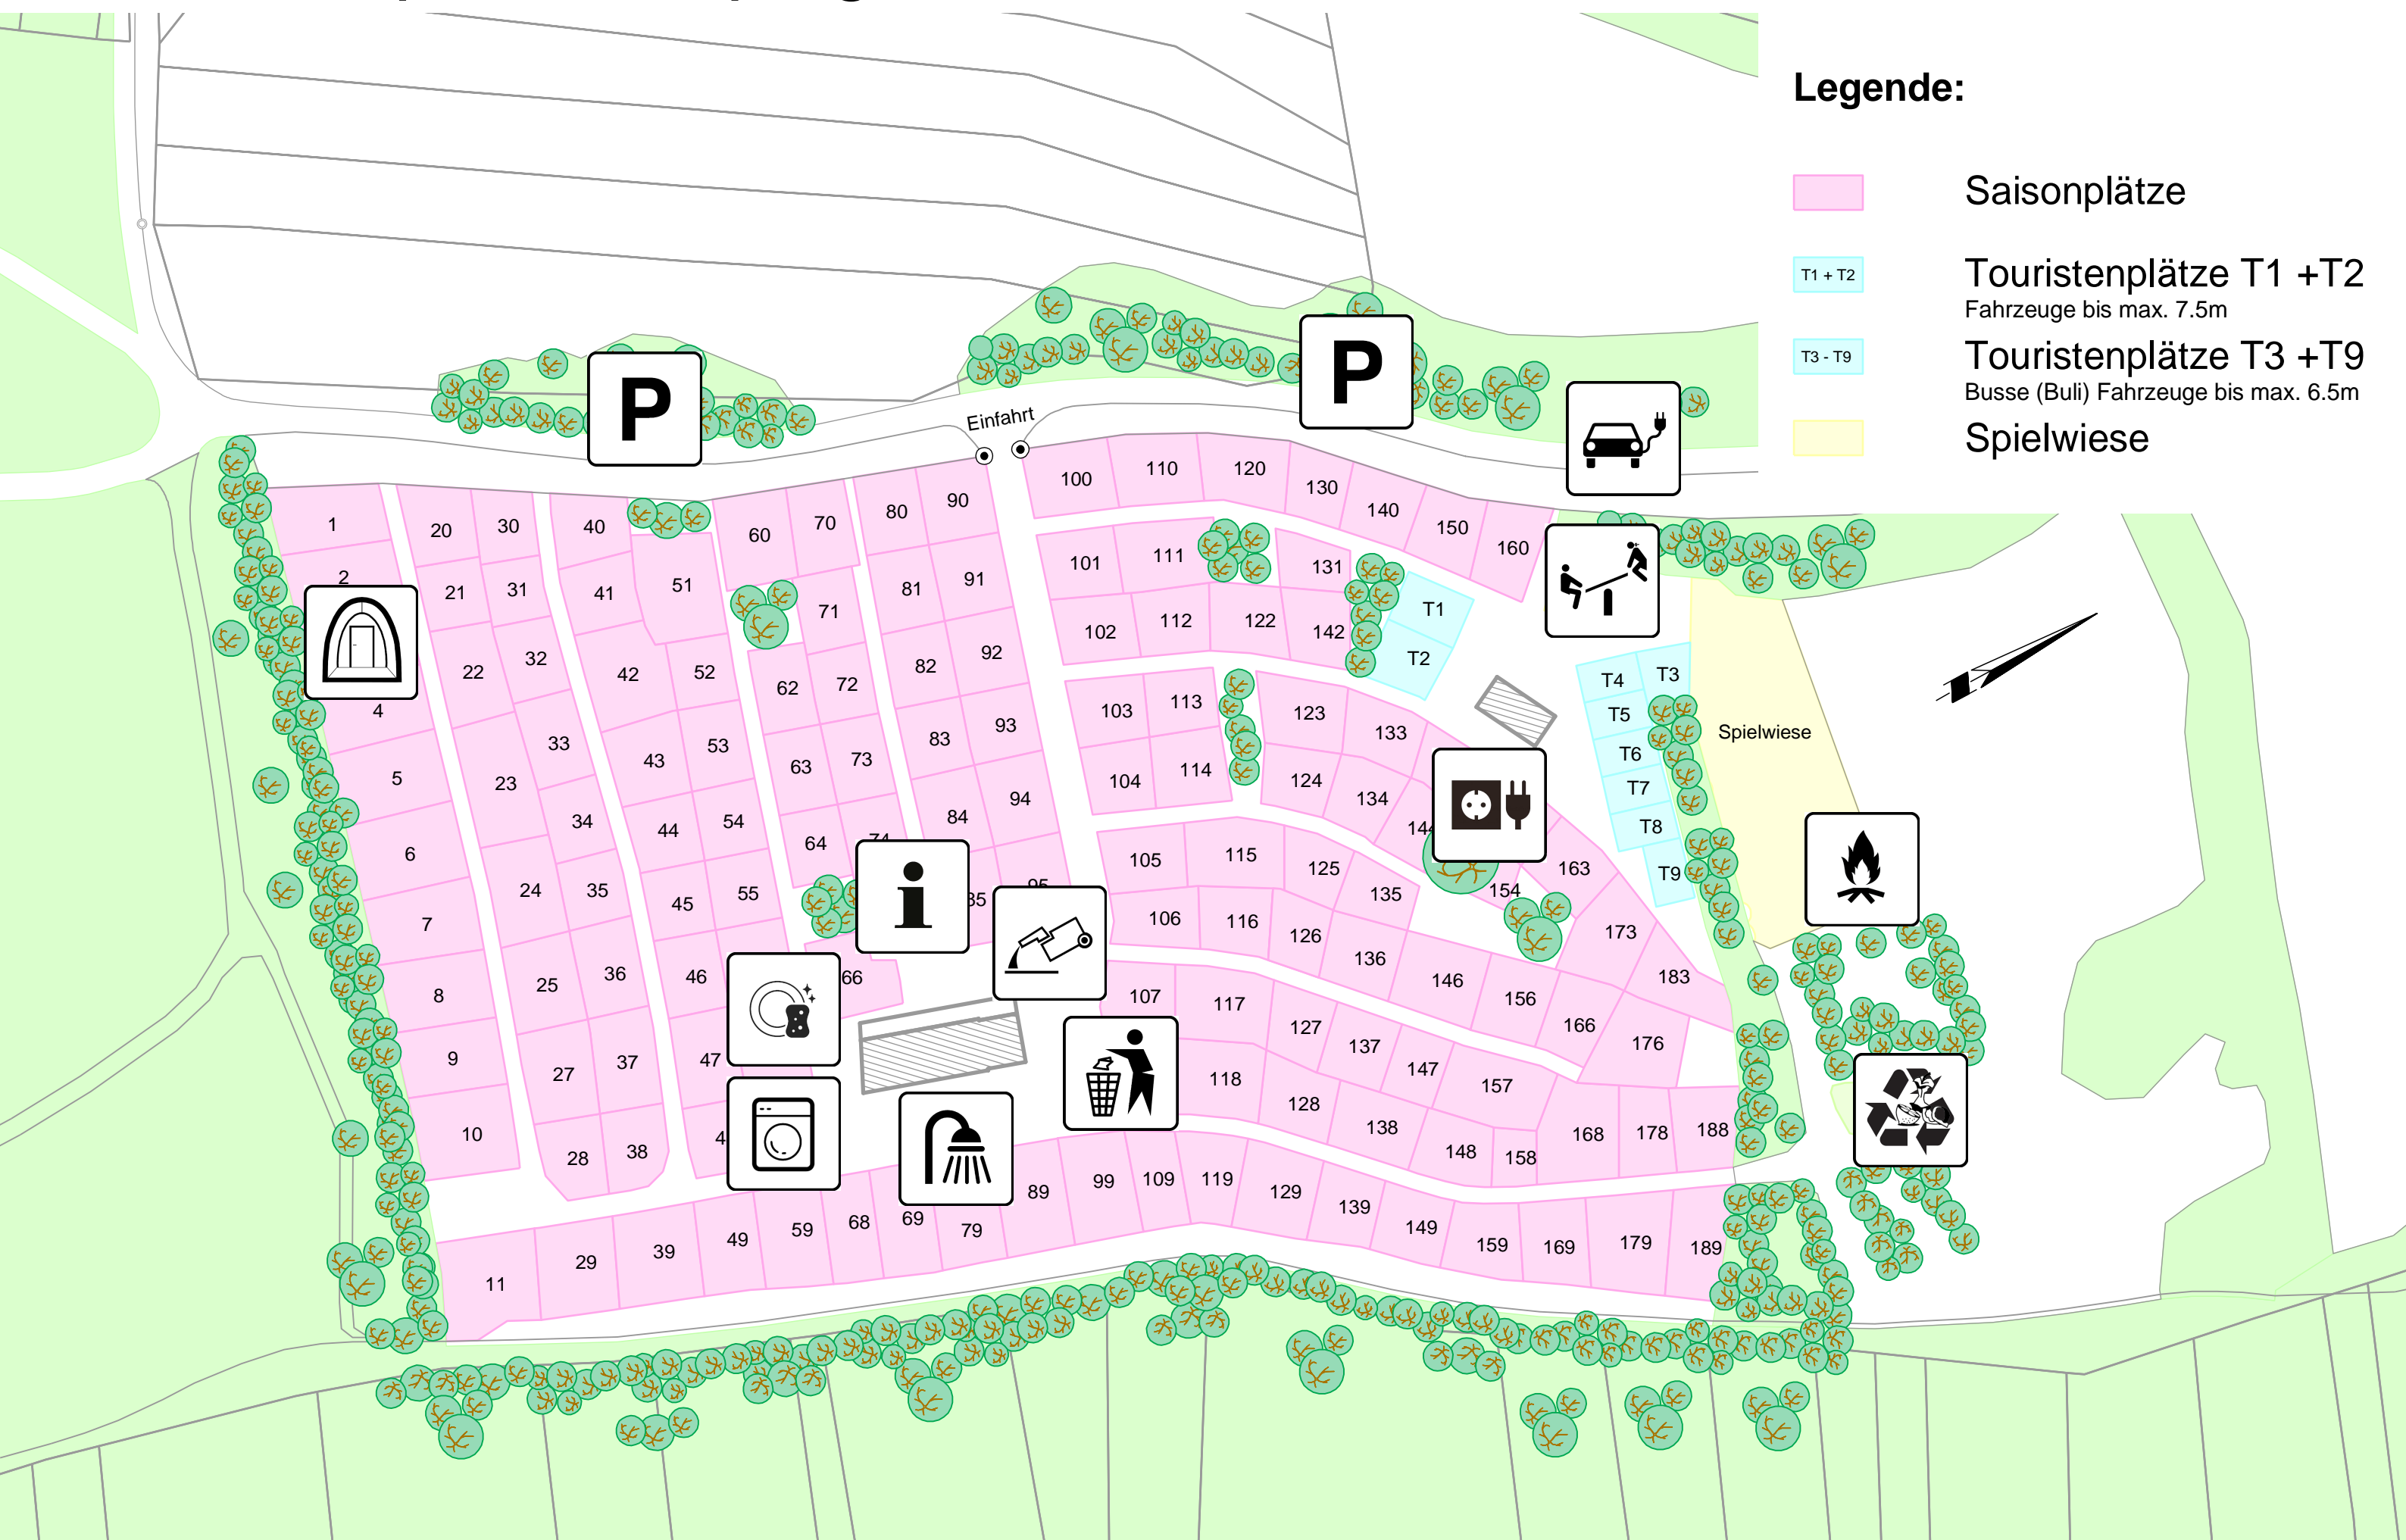 Legende:
Saisonplätze
T1 + T2
Touristenplätze T1 +T2
Fahrzeuge bis max. 7.5m
T3 - T9
Touristenplätze T3 +T9
Busse (Buli) Fahrzeuge bis max. 6.5m
Spielwiese
P
P
Einfahrt
1 20 30 40 60 70 80 90 100 110 120 130 140 150 160
2 21 31 41 51 71 81 91 101 111 131 T1
22 32 42 52 62 72 82 92 102 112 122 142 T2
4 33 43 53 63 73 83 93 103 113 123 133 T4 T3
T5
Spielwiese
5 23 34 44 54 64 84 94 104 114 124 134 T6
T7
T8
6 24 35 45 55 105 115 125 135 154 163 T9
7 25 36 46 66 106 116 126 136 146 156 173 183
8 27 37 47 107 117 127 137 147 157 166 176
9 28 38 118 128 138 148 158 168 178 188
10
11 29 39 49 59 68 69 79 89 99 109 119 129 139 149 159 169 179 189
i